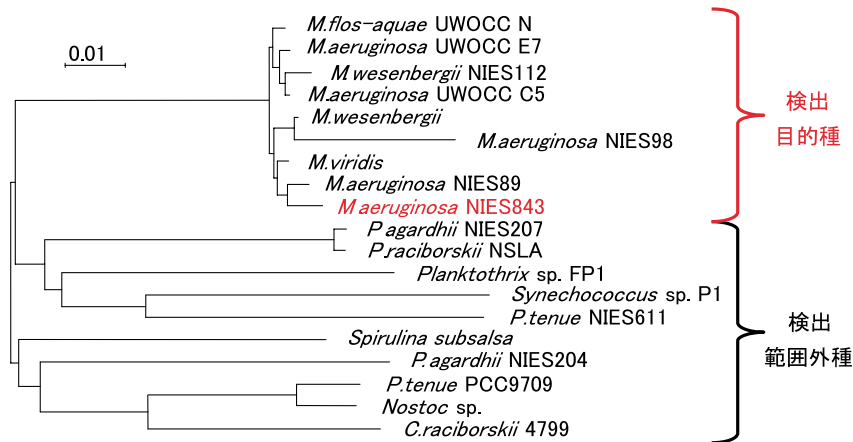 M.flos-aquae UWOCC N
0.01
M.aeruginosa UWOCC E7
M.wesenbergii NIES112
M.aeruginosa UWOCC C5
M.wesenbergii
M.aeruginosa NIES98
M.viridis
M.aeruginosa NIES89
M aeruginosa NIES843
検出
目的種
P.agardhii NIES207
P.raciborskii NSLA
Planktothrix sp. FP1
Synechococcus sp. P1
P.tenue NIES611
Spirulina subsalsa
P.agardhii NIES204
P.tenue PCC9709
Nostoc sp.
C.raciborskii 4799
検出
範囲外種